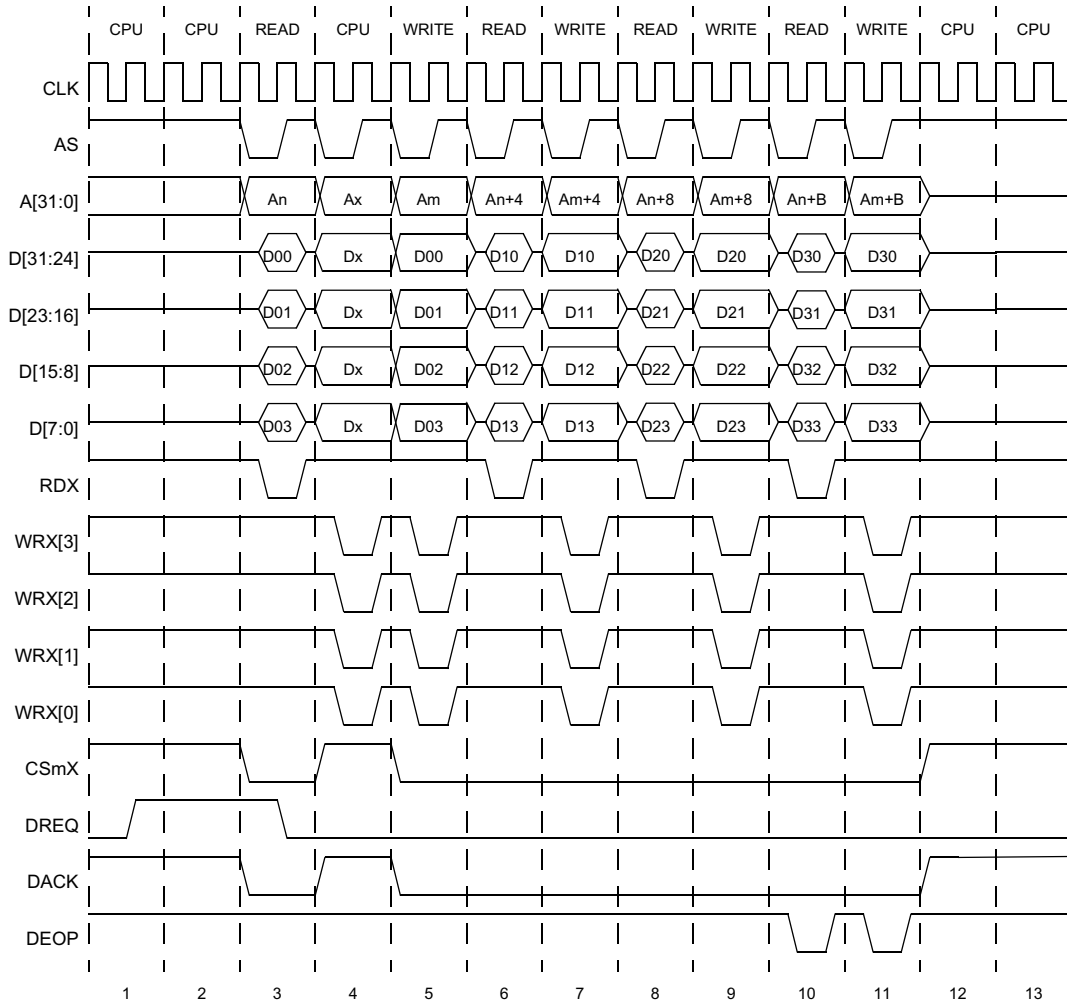 CPU CPU READ CPU WRITE READ WRITE READ WRITE READ WRITE CPU CPU
CLK
AS
A[31:0] An Ax Am An+4 Am+4 An+8 Am+8 An+B Am+B
D[31:24] D00 Dx D00 D10 D10 D20 D20 D30 D30
D[23:16] D01 Dx D01 D11 D11 D21 D21 D31 D31
D[15:8] D02 Dx D02 D12 D12 D22 D22 D32 D32
D[7:0] D03 Dx D03 D13 D13 D23 D23 D33 D33
RDX
WRX[3]
WRX[2]
WRX[1]
WRX[0]
CSmX
DREQ
DACK
DEOP
1 2 3 4 5 6 7 8 9 10 11 12 13